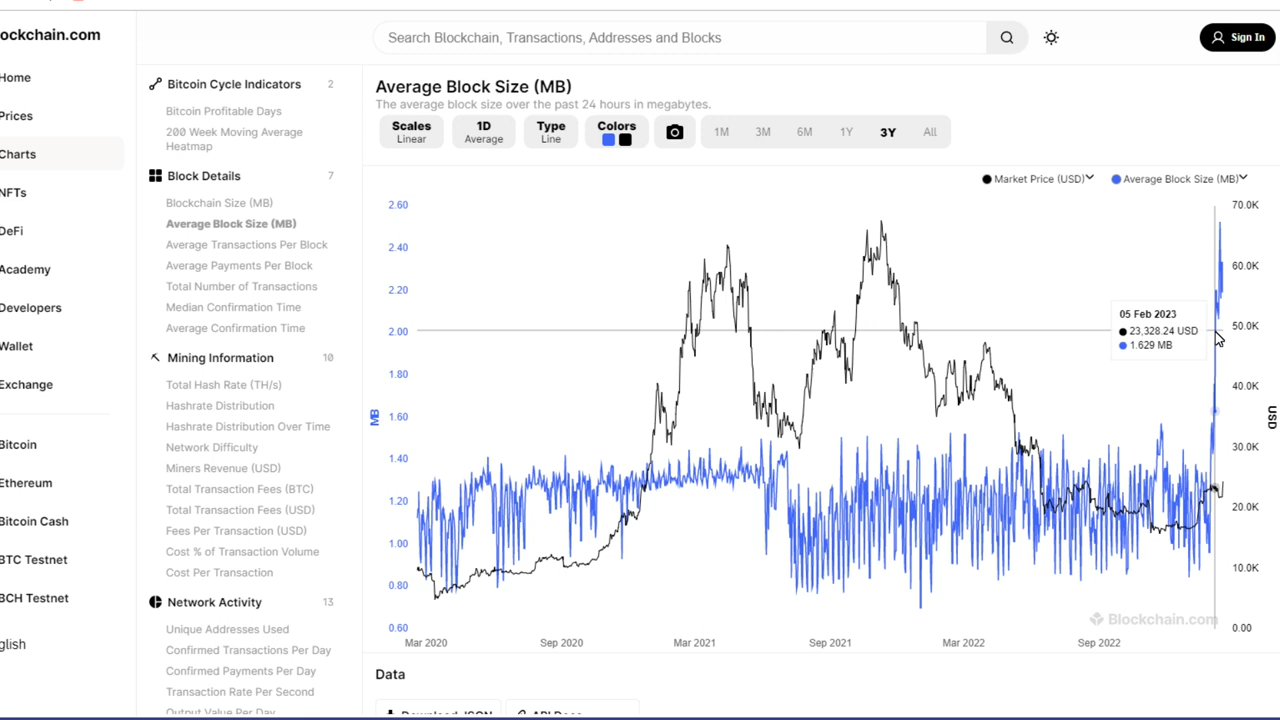 ockchain.com
Search Blockchain, Transactions, Addresses and Blocks
Sign In
Home
Prices
Charts
NFTs
DeFi
Academy
Developers
Wallet
Exchange
Bitcoin
Ethereum
Bitcoin Cash
BTC Testnet
BCH Testnet
glish
Bitcoin Cycle Indicators 2
Bitcoin Profitable Days
200 Week Moving Average
Heatmap
Block Details 7
Blockchain Size (MB)
Average Block Size (MB)
Average Transactions Per Block
Average Payments Per Block
Total Number of Transactions
Median Confirmation Time
Average Confirmation Time
Mining Information 10
Total Hash Rate (TH/s)
Hashrate Distribution
Hashrate Distribution Over Time
Network Difficulty
Miners Revenue (USD)
Total Transaction Fees (BTC)
Total Transaction Fees (USD)
Fees Per Transaction (USD)
Cost % of Transaction Volume
Cost Per Transaction
Network Activity 13
Unique Addresses Used
Confirmed Transactions Per Day
Confirmed Payments Per Day
Transaction Rate Per Second
Output Value Per Day
Average Block Size (MB)
The average block size over the past 24 hours in megabytes.
Scales
Linear
1D
Average
Type
Line
Colors
1M 3M 6M 1Y 3Y All
Market Price (USD) Average Block Size (MB)
2.60
2.40
2.20
2.00
1.80
1.60
1.40
1.20
1.00
0.80
0.60
MB
70.0K
60.0K
50.0K
40.0K
30.0K
20.0K
10.0K
0.00
USD
05 Feb 2023
23,328.24 USD
1.629 MB
Blockchain.com
Mar 2020 Sep 2020 Mar 2021 Sep 2021 Mar 2022 Sep 2022
Data
Download JSON API Docs